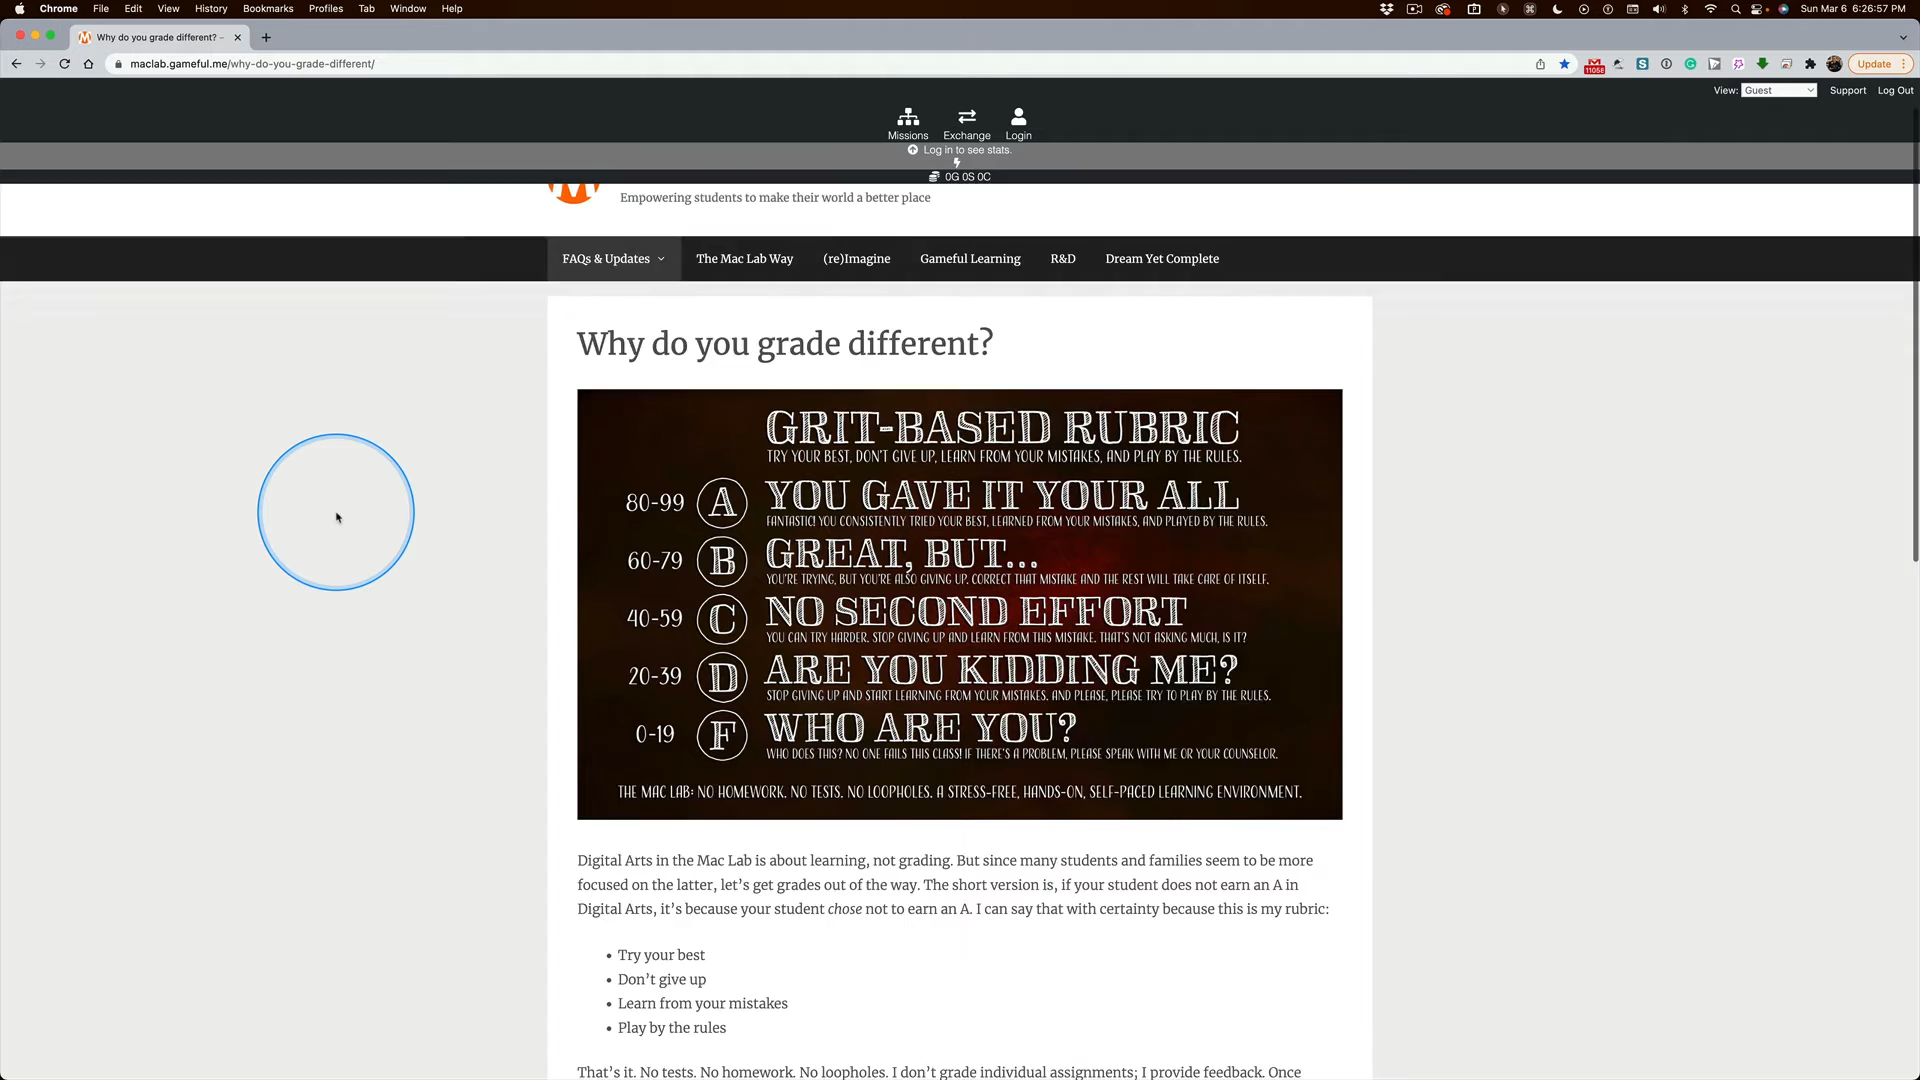 Chrome File Edit View History Bookmarks Profiles Tab Window Help Sun Mar 6 6:26:57 PM
Why do you grade different? -
maclab.gameful.me/why-do-you-grade-different/
11058
Update
View: Guest Support Log Out
Missions Exchange Login
Log in to see stats.
0G 0S 0C
Empowering students to make their world a better place
FAQs & Updates The Mac Lab Way (re)Imagine Gameful Learning R&D Dream Yet Complete
Why do you grade different?
GRIT-BASED RUBRIC
TRY YOUR BEST, DON'T GIVE UP, LEARN FROM YOUR MISTAKES, AND PLAY BY THE RULES.
80-99 A YOU GAVE IT YOUR ALL
FANTASTIC! YOU CONSISTENTLY TRIED YOUR BEST, LEARNED FROM YOUR MISTAKES, AND PLAYED BY THE RULES.
60-79 B GREAT, BUT...
YOU'RE TRYING, BUT YOU'RE ALSO GIVING UP. CORRECT THAT MISTAKE AND THE REST WILL TAKE CARE OF ITSELF.
40-59 C NO SECOND EFFORT
YOU CAN TRY HARDER. STOP GIVING UP AND LEARN FROM THIS MISTAKE. THAT'S NOT ASKING MUCH, IS IT?
20-39 D ARE YOU KIDDING ME?
STOP GIVING UP AND START LEARNING FROM YOUR MISTAKES. AND PLEASE, PLEASE TRY TO PLAY BY THE RULES.
0-19 F WHO ARE YOU?
WHO DOES THIS? NO ONE FAILS THIS CLASS! IF THERE'S A PROBLEM, PLEASE SPEAK WITH ME OR YOUR COUNSELOR.
THE MAC LAB: NO HOMEWORK. NO TESTS. NO LOOPHOLES. A STRESS-FREE, HANDS-ON, SELF-PACED LEARNING ENVIRONMENT.
Digital Arts in the Mac Lab is about learning, not grading. But since many students and families seem to be more
focused on the latter, let's get grades out of the way. The short version is, if your student does not earn an A in
Digital Arts, it's because your student chose not to earn an A. I can say that with certainty because this is my rubric:
• Try your best
• Don't give up
• Learn from your mistakes
• Play by the rules
That's it. No tests. No homework. No loopholes. I don't grade individual assignments; I provide feedback. Once